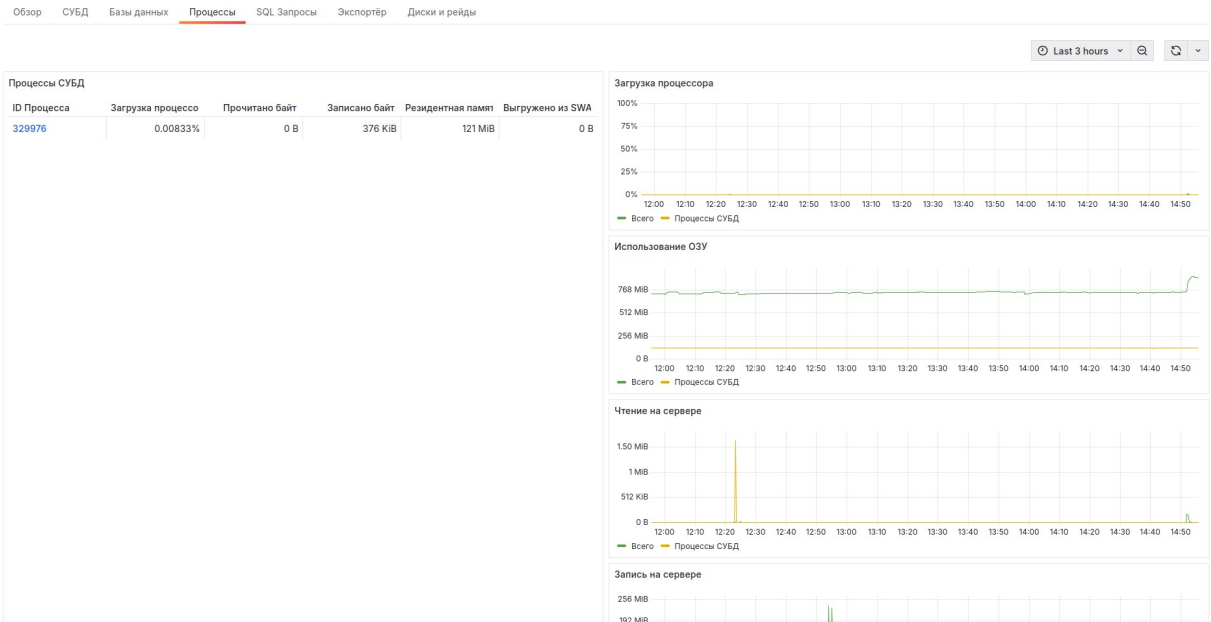 Обзор СУБД Базы данных Процессы SQL Запросы Экспортёр Диски и рейды
Last 3 hours
Процессы СУБД
ID Процесса Загрузка процессо Прочитано байт Записано байт Резидентная памят Выгружено из SWA
329976 0.00833% 0 B 376 KiB 121 MiB 0 B
Загрузка процессора
100%
75%
50%
25%
0%
12:00 12:10 12:20 12:30 12:40 12:50 13:00 13:10 13:20 13:30 13:40 13:50 14:00 14:10 14:20 14:30 14:40 14:50
Всего Процессы СУБД
Использование ОЗУ
768 MiB
512 MiB
256 MiB
0 B
12:00 12:10 12:20 12:30 12:40 12:50 13:00 13:10 13:20 13:30 13:40 13:50 14:00 14:10 14:20 14:30 14:40 14:50
Всего Процессы СУБД
Чтение на сервере
1.50 MiB
1 MiB
512 KiB
0 B
12:00 12:10 12:20 12:30 12:40 12:50 13:00 13:10 13:20 13:30 13:40 13:50 14:00 14:10 14:20 14:30 14:40 14:50
Всего Процессы СУБД
Запись на сервере
256 MiB
192 MiB